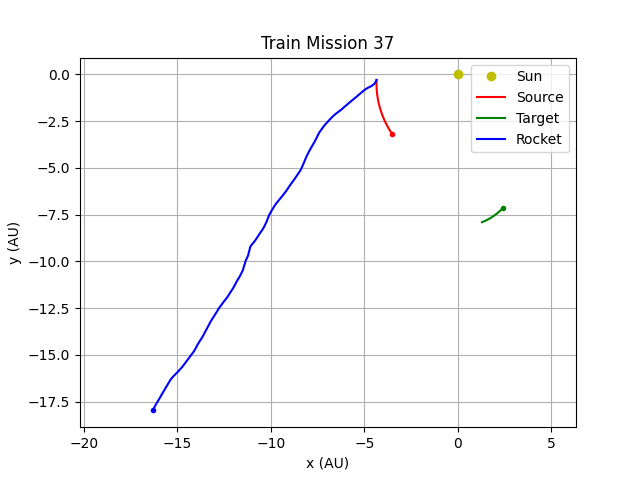 Train Mission 37
Sun
Source
Target
Rocket
0.0
−2.5
−5.0
−7.5
−10.0
−12.5
−15.0
−17.5
y (AU)
−20
−15
−10
−5
0
5
x (AU)